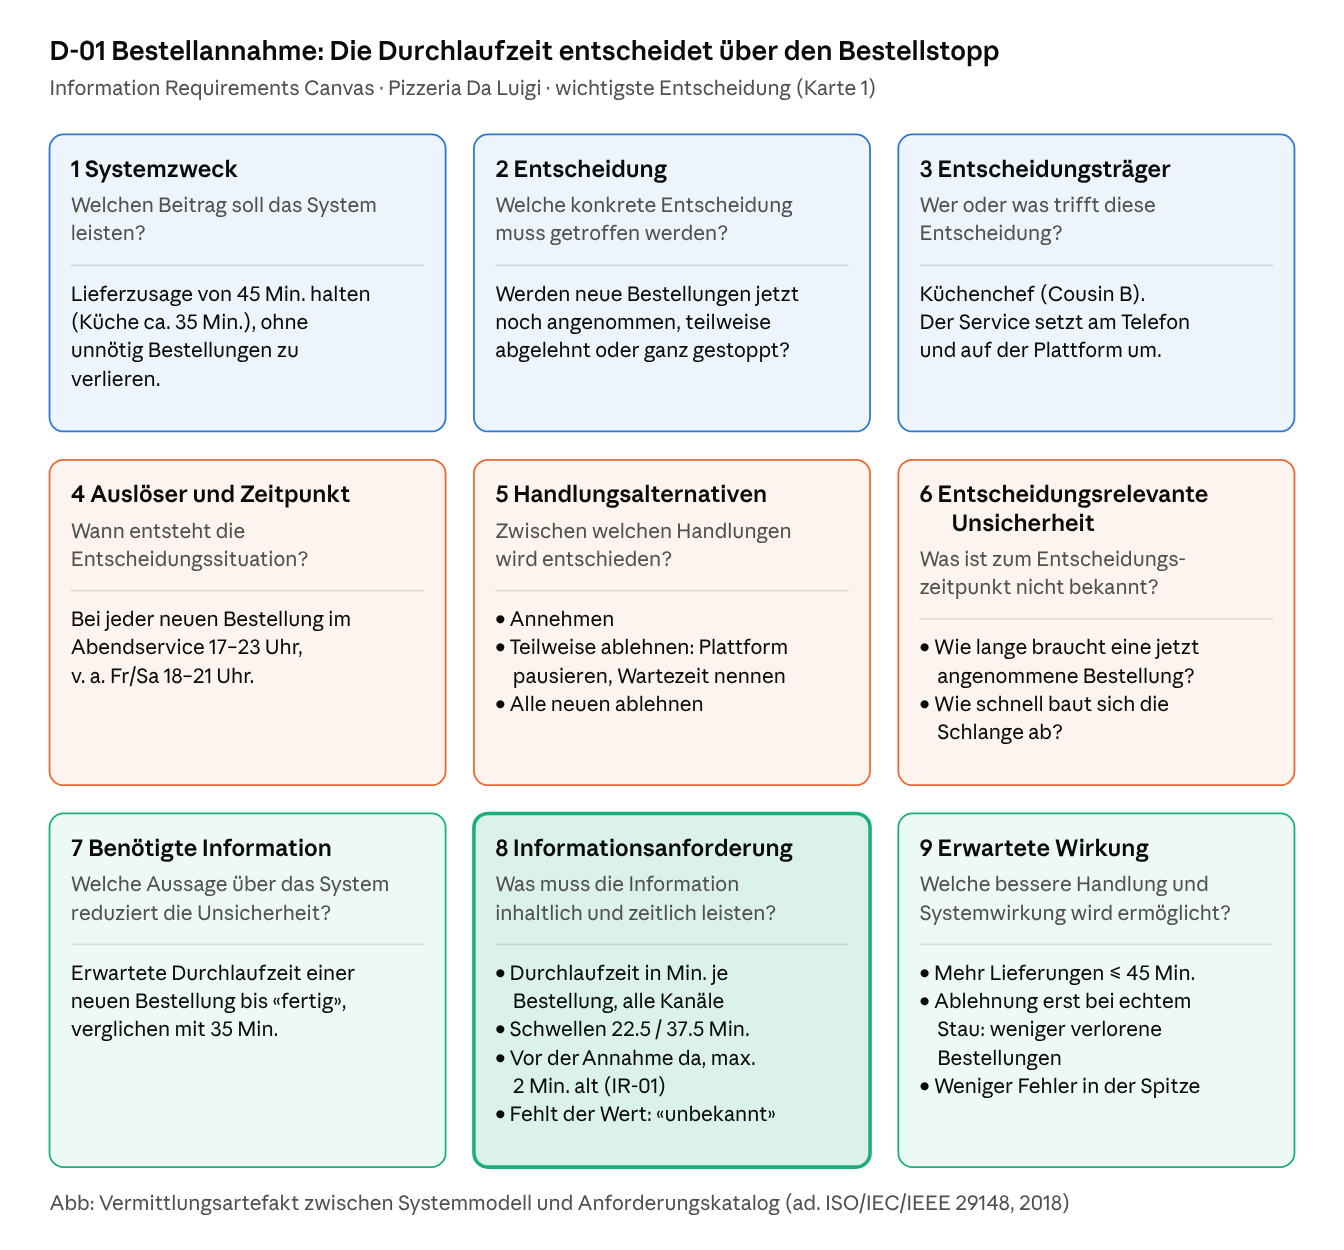 D-01 Bestellannahme: Die Durchlaufzeit entscheidet über den Bestellstopp
Information Requirements Canvas · Pizzeria Da Luigi · wichtigste Entscheidung (Karte 1)
1 Systemzweck
Welchen Beitrag soll das System
leisten?
Lieferzusage von 45 Min. halten
(Küche ca. 35 Min.), ohne
unnötig Bestellungen zu
verlieren.
2 Entscheidung
Welche konkrete Entscheidung
muss getroffen werden?
Werden neue Bestellungen jetzt
noch angenommen, teilweise
abgelehnt oder ganz gestoppt?
3 Entscheidungsträger
Wer oder was trifft diese
Entscheidung?
Küchenchef (Cousin B).
Der Service setzt am Telefon
und auf der Plattform um.
4 Auslöser und Zeitpunkt
Wann entsteht die
Entscheidungssituation?
Bei jeder neuen Bestellung im
Abendservice 17–23 Uhr,
v. a. Fr/Sa 18–21 Uhr.
5 Handlungsalternativen
Zwischen welchen Handlungen
wird entschieden?
• Annehmen
• Teilweise ablehnen: Plattform
pausieren, Wartezeit nennen
• Alle neuen ablehnen
6 Entscheidungsrelevante
Unsicherheit
Was ist zum Entscheidungs-
zeitpunkt nicht bekannt?
• Wie lange braucht eine jetzt
angenommene Bestellung?
• Wie schnell baut sich die
Schlange ab?
7 Benötigte Information
Welche Aussage über das System
reduziert die Unsicherheit?
Erwartete Durchlaufzeit einer
neuen Bestellung bis «fertig»,
verglichen mit 35 Min.
8 Informationsanforderung
Was muss die Information
inhaltlich und zeitlich leisten?
• Durchlaufzeit in Min. je
Bestellung, alle Kanäle
• Schwellen 22.5 / 37.5 Min.
• Vor der Annahme da, max.
2 Min. alt (IR-01)
• Fehlt der Wert: «unbekannt»
9 Erwartete Wirkung
Welche bessere Handlung und
Systemwirkung wird ermöglicht?
• Mehr Lieferungen ≤ 45 Min.
• Ablehnung erst bei echtem
Stau: weniger verlorene
Bestellungen
• Weniger Fehler in der Spitze
Abb: Vermittlungsartefakt zwischen Systemmodell und Anforderungskatalog (ad. ISO/IEC/IEEE 29148, 2018)